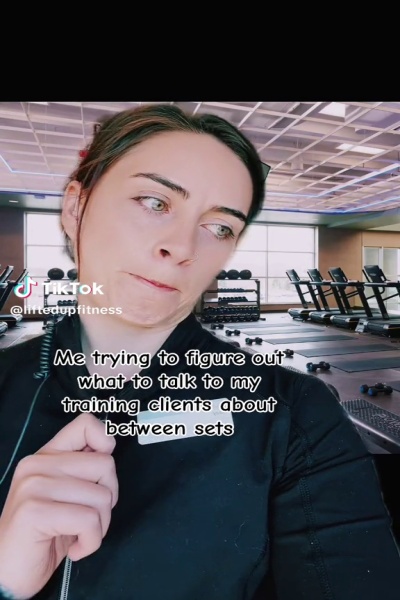 TikTok
@liftedupfitness
Me trying to figure out
what to talk to my
training clients about
between sets